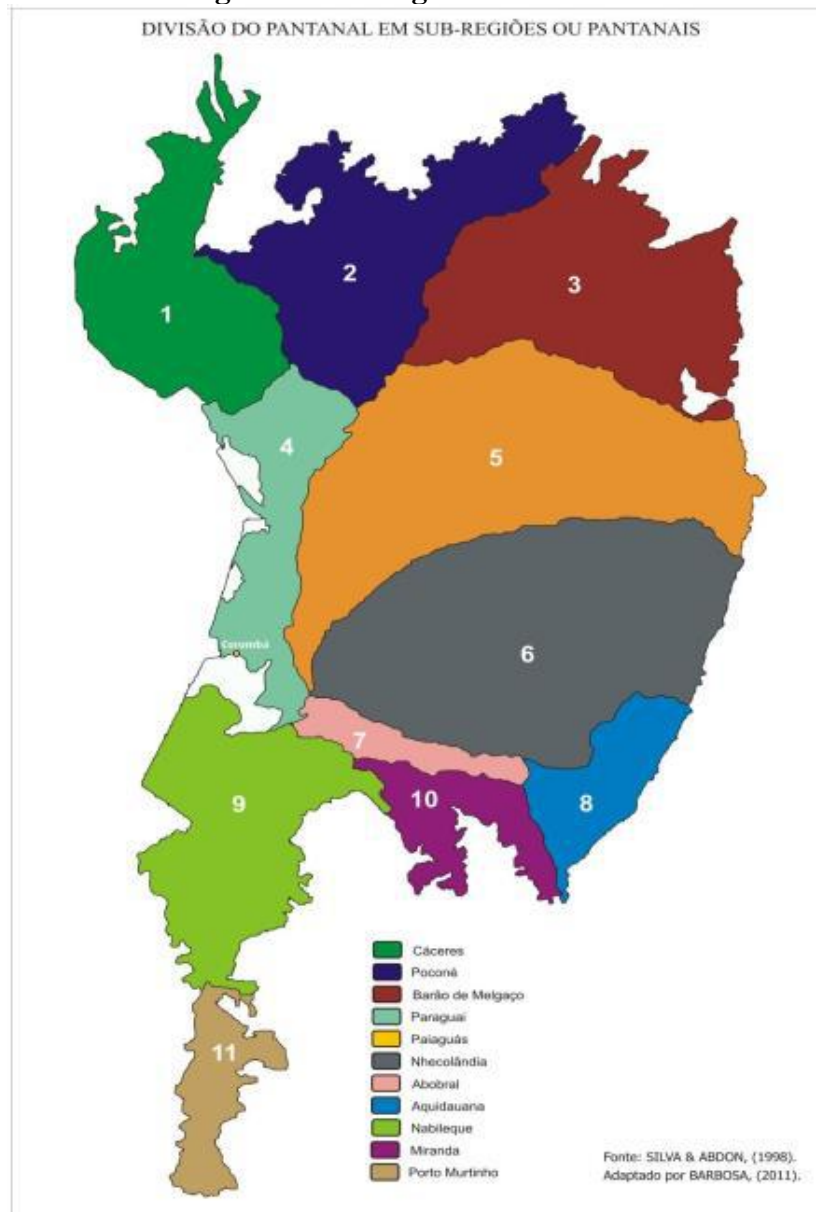 DIVISÃO DO PANTANAL EM SUB-REGIÕES OU PANTANAIS
1
2
3
4
5
Corumbá
6
7
8
9
10
11
Cáceres
Poconé
Barão de Melgaço
Paraguai
Paiaguás
Nhecolândia
Abobral
Aquidauana
Nabileque
Miranda
Porto Murtinho
Fonte: SILVA & ABDON, (1998).
Adaptado por BARBOSA, (2011).